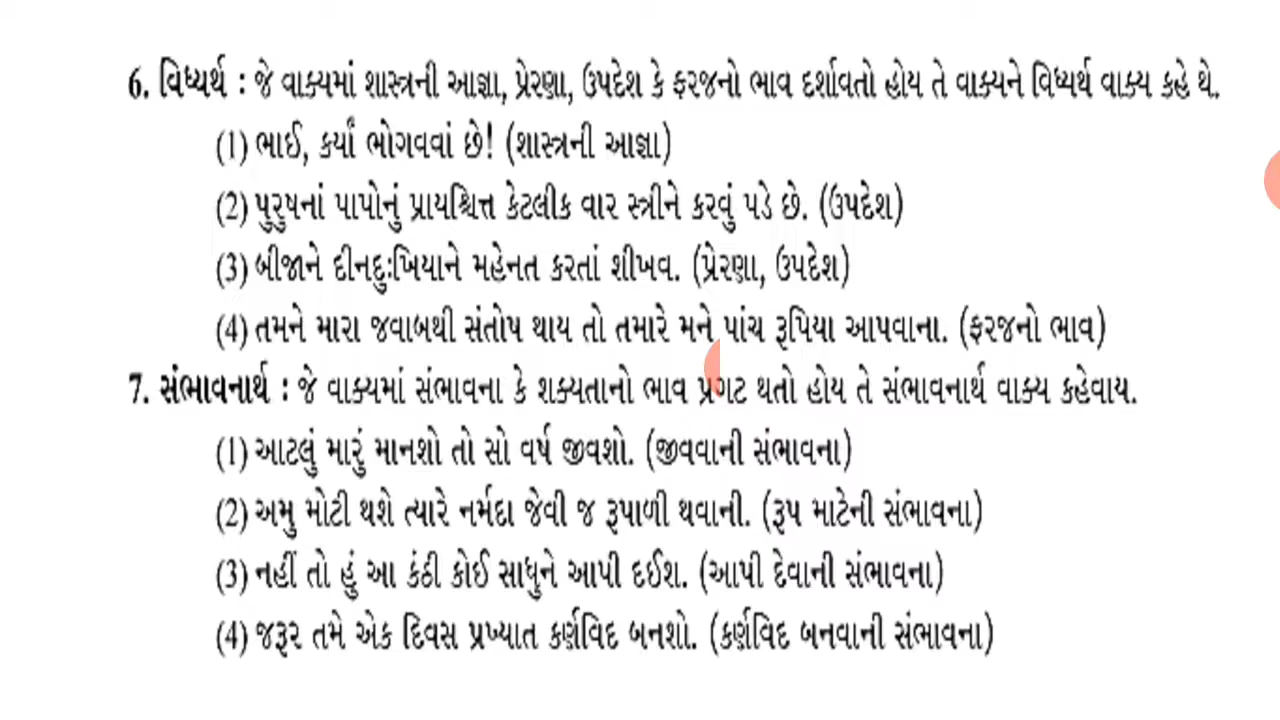 6. વિધ્યર્થ : જે વાક્યમાં શાસ્ત્રની આજ્ઞા, પ્રેરણા, ઉપદેશ કે ફરજનો ભાવ દર્શાવતો હોય તે વાક્યને વિધ્યર્થ વાક્ય કહે થે.
(1) ભાઈ, કર્યાં ભોગવવાં છે! (શાસ્ત્રની આજ્ઞા)
(2) પુરુષનાં પાપોનું પ્રાયશ્ચિત્ત કેટલીક વાર સ્ત્રીને કરવું પડે છે. (ઉપદેશ)
(3) બીજાને દીનદુઃખિયાને મહેનત કરતાં શીખવ. (પ્રેરણા, ઉપદેશ)
(4) તમને મારા જવાબથી સંતોષ થાય તો તમારે મને પાંચ રૂપિયા આપવાના. (ફરજનો ભાવ)
7. સંભાવનાર્થ : જે વાક્યમાં સંભાવના કે શક્યતાનો ભાવ પ્રગટ થતો હોય તે સંભાવનાર્થ વાક્ય કહેવાય.
(1) આટલું મારું માનશો તો સો વર્ષ જીવશો. (જીવવાની સંભાવના)
(2) અમુ મોટી થશે ત્યારે નર્મદા જેવી જ રૂપાળી થવાની. (રૂપ માટેની સંભાવના)
(3) નહીં તો હું આ કંઠી કોઈ સાધુને આપી દઈશ. (આપી દેવાની સંભાવના)
(4) જરૂર તમે એક દિવસ પ્રખ્યાત કર્ણવિદ બનશો. (કર્ણવિદ બનવાની સંભાવના)